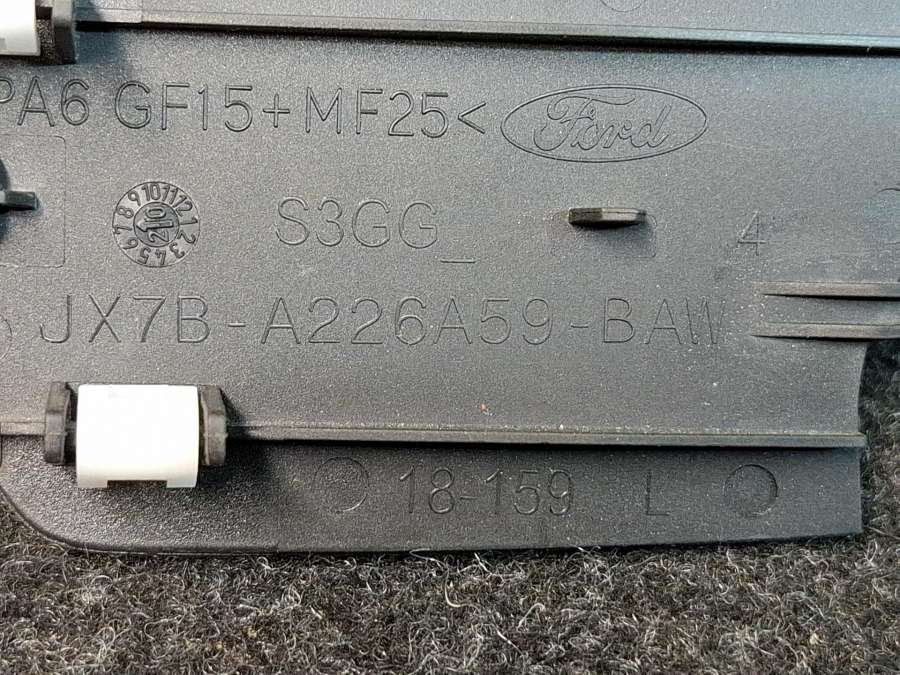 PA6 GF15+MF25<
Ford
S3GG_ 4
JX7B-A226A59-BAW
18-159 L